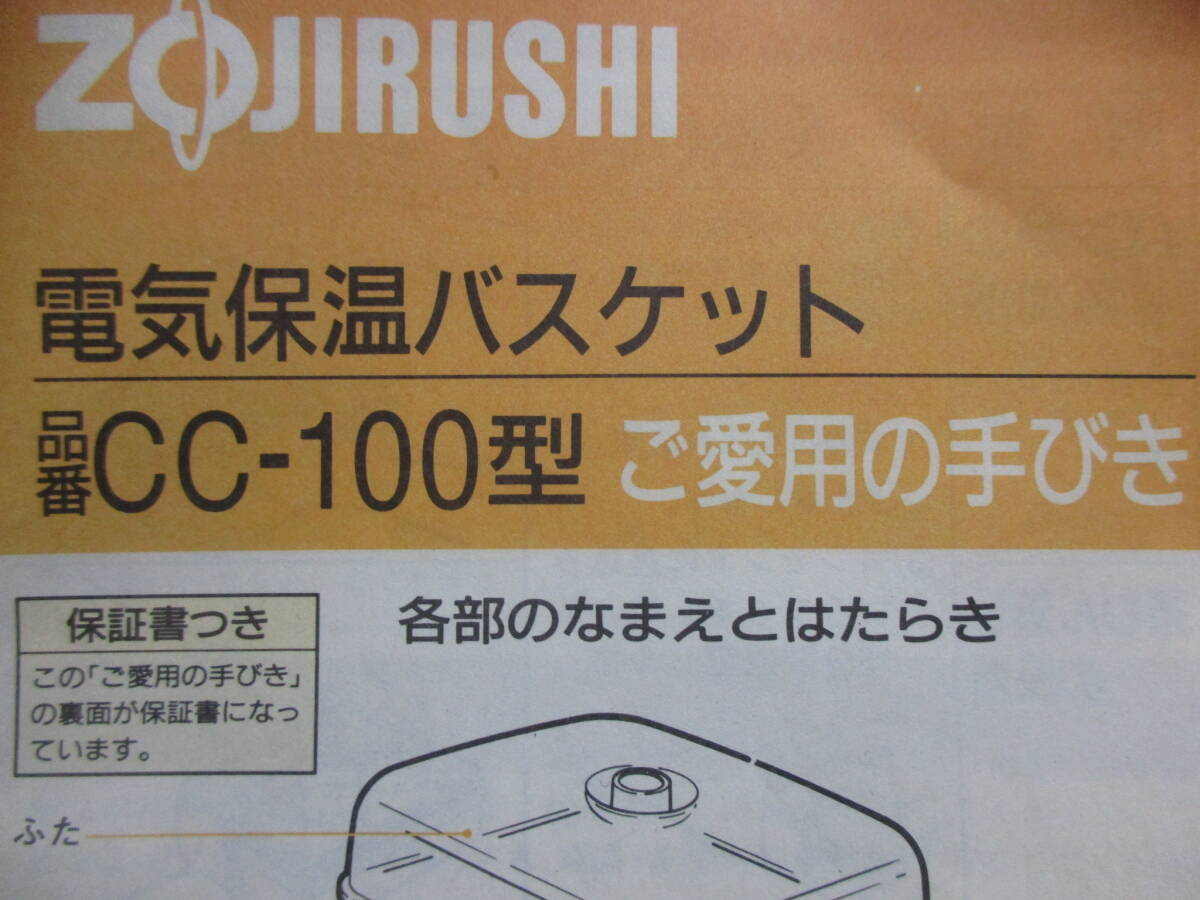 ZOJIRUSHI
電気保温バスケット
品番CC-100型 ご愛用の手びき
保証書つき
この「ご愛用の手びき」
の裏面が保証書になっ
ています。
各部のなまえとはたらき
ふた